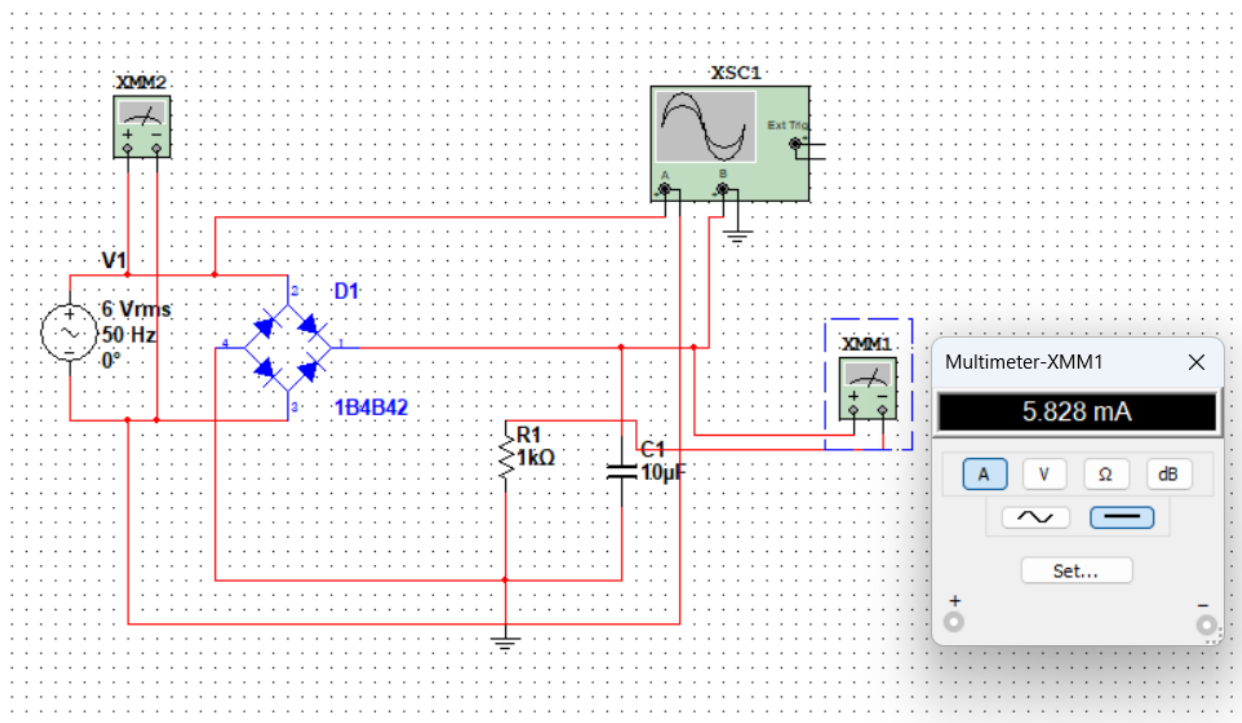 XMM2
+ −
XSC1
Ext Trig
+
A
B
+
+
V1
+
6 Vrms
50 Hz
0°
2
D1
4
1
3
1B4B42
R1
1kΩ
C1
10µF
XMM1
+ −
Multimeter-XMM1
5.828 mA
A V Ω dB
Set...
+ −